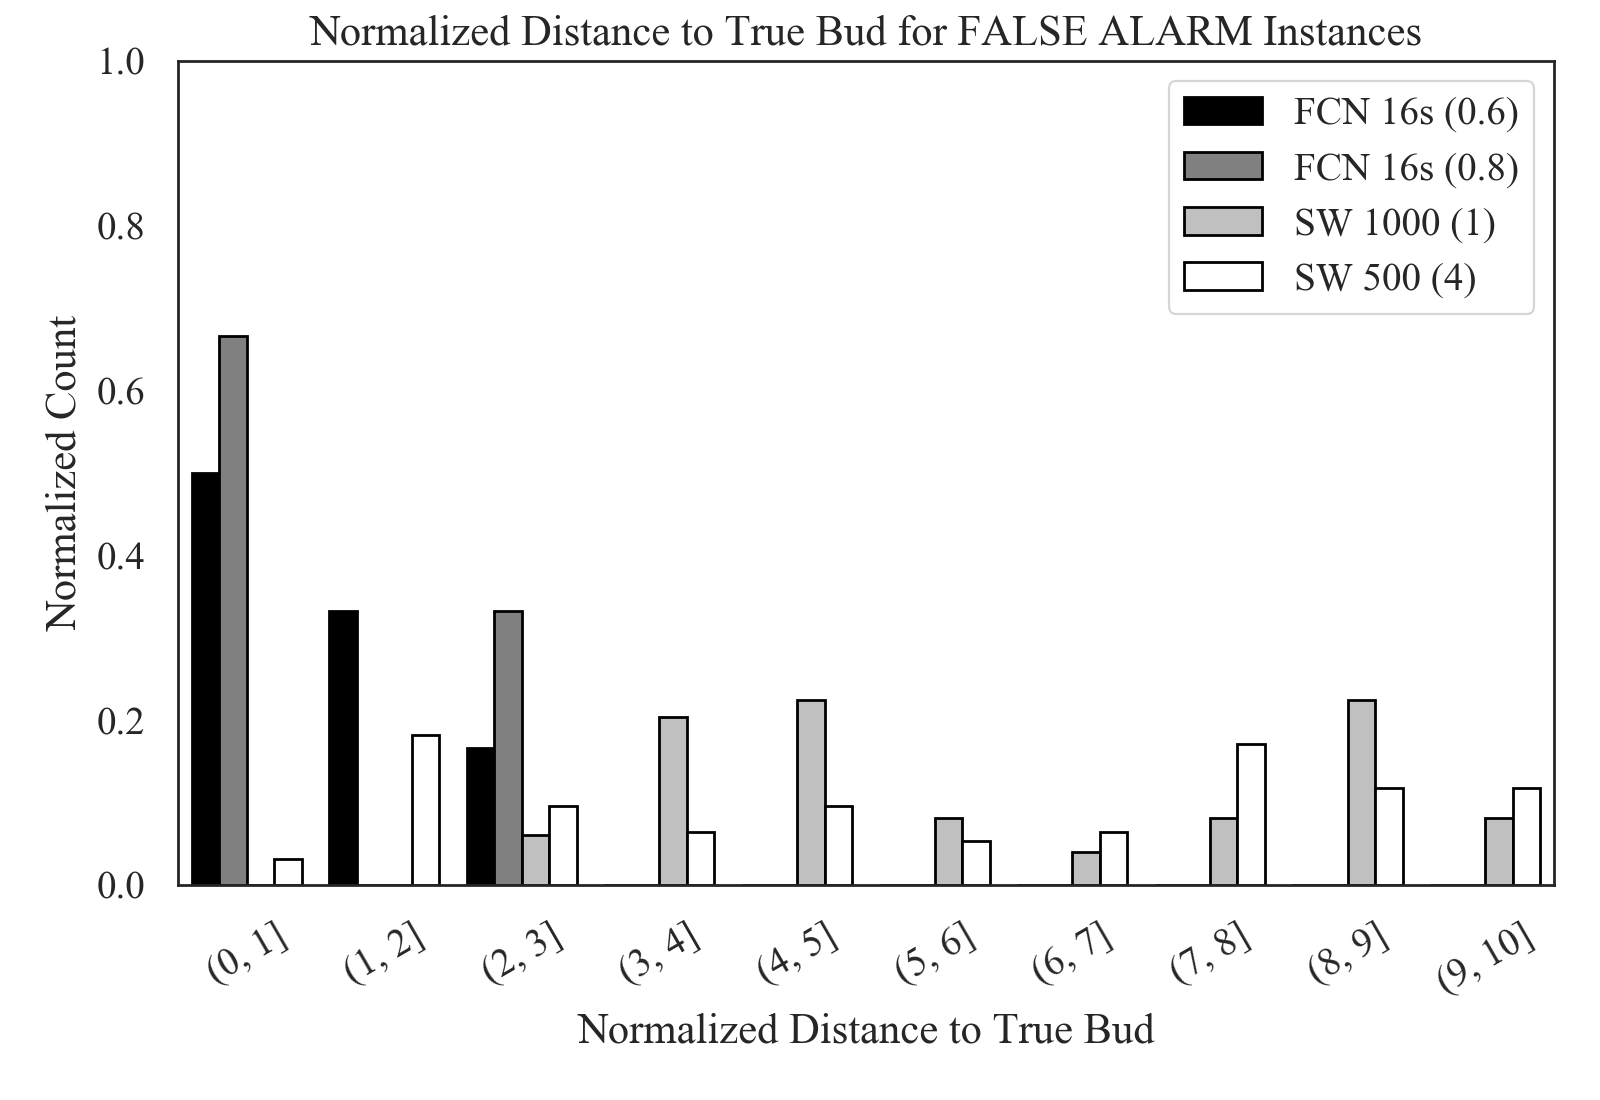 Normalized Distance to True Bud for FALSE ALARM Instances
1.0
0.8
0.6
0.4
0.2
0.0
Normalized Count
FCN 16s (0.6)
FCN 16s (0.8)
SW 1000 (1)
SW 500 (4)
(0, 1]
(1, 2]
(2, 3]
(3, 4]
(4, 5]
(5, 6]
(6, 7]
(7, 8]
(8, 9]
(9, 10]
Normalized Distance to True Bud